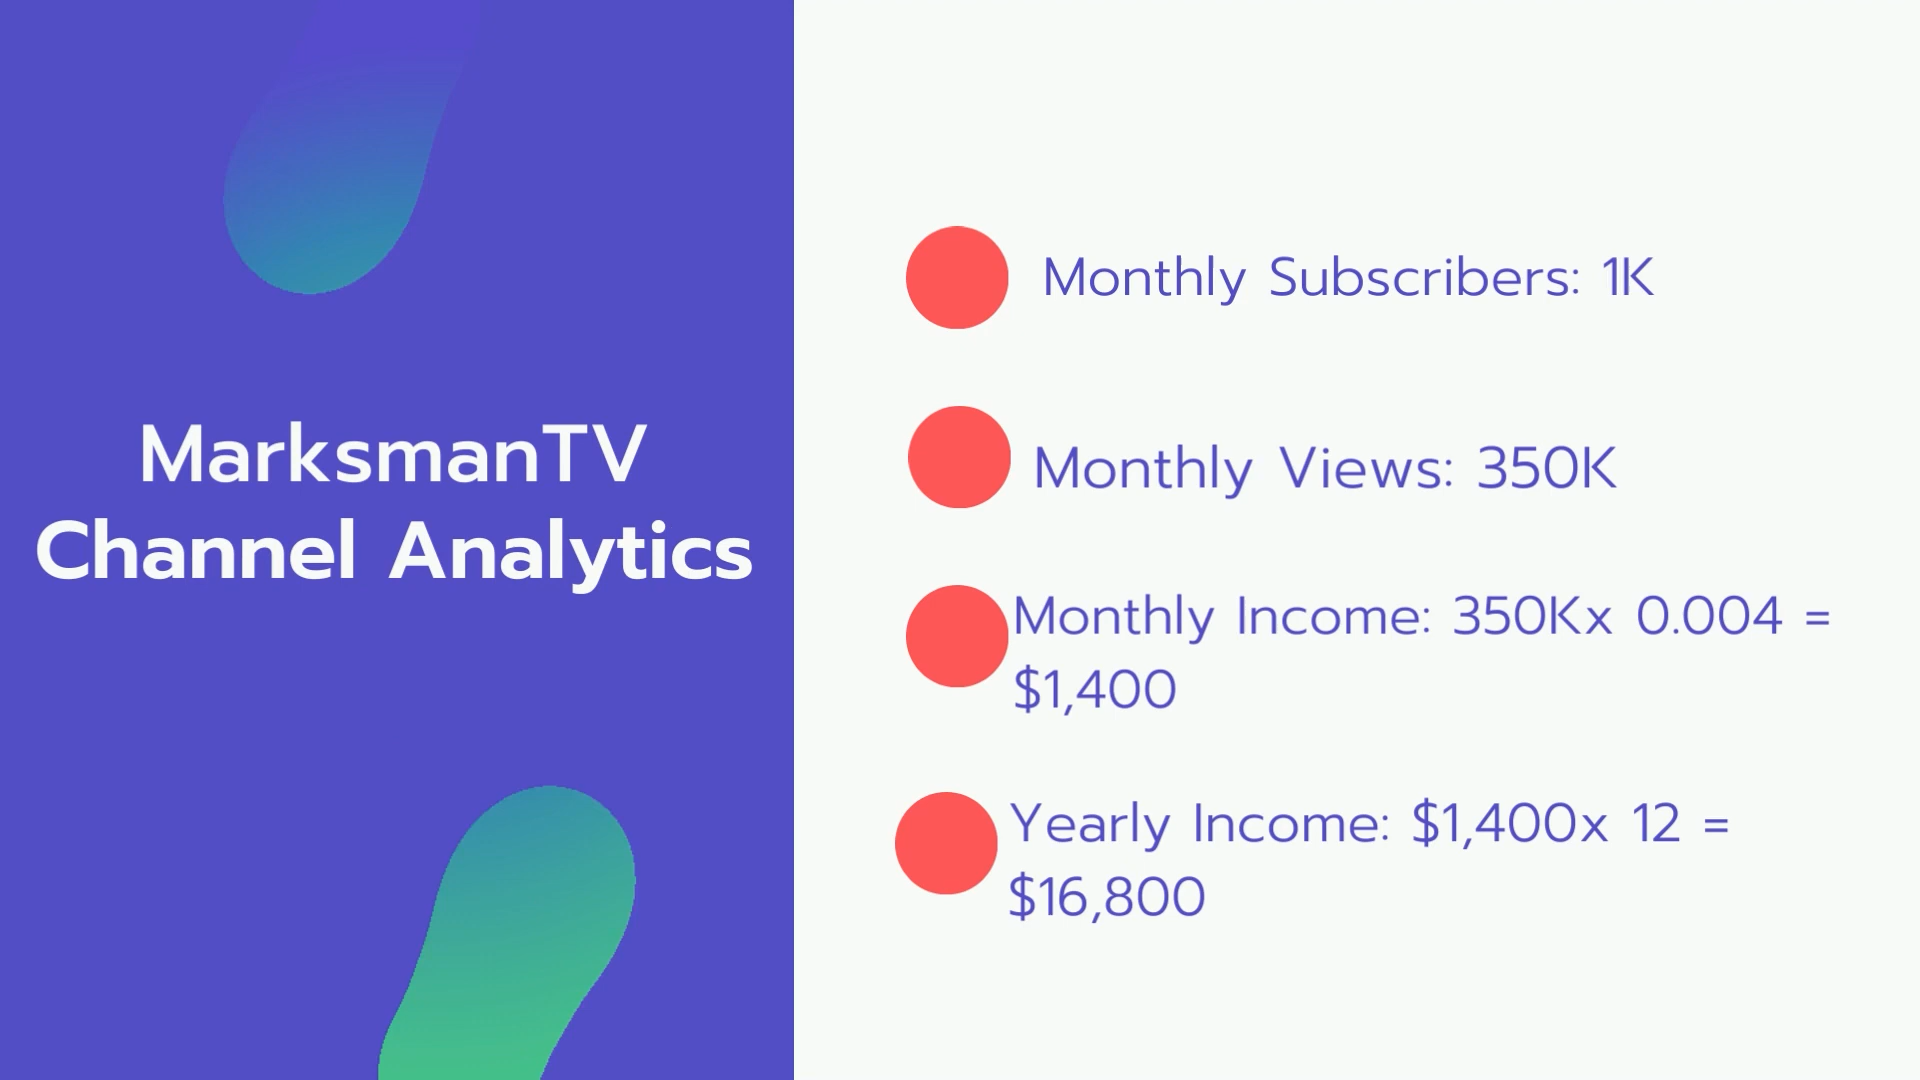 MarksmanTV
Channel Analytics
Monthly Subscribers: 1K
Monthly Views: 350K
Monthly Income: 350Kx 0.004 =
$1,400
Yearly Income: $1,400x 12 =
$16,800